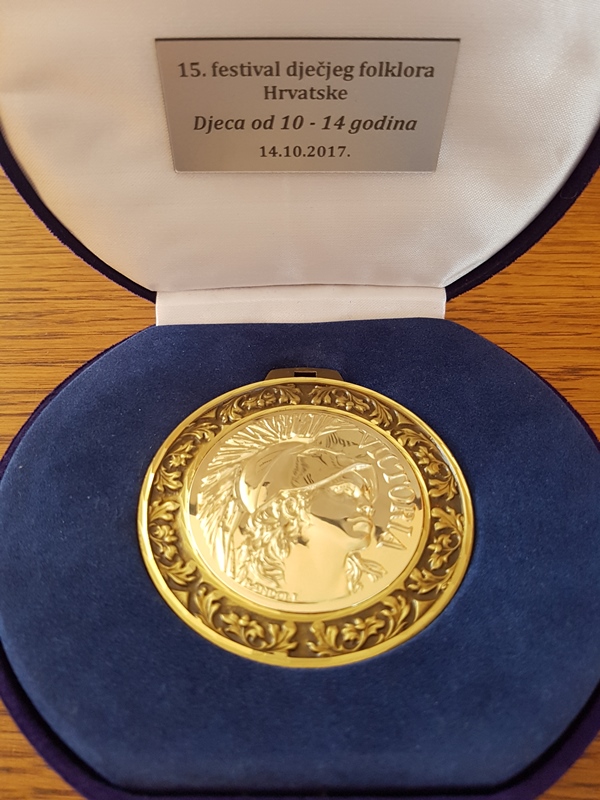 15. festival dječjeg folklora
Hrvatske
Djeca od 10 - 14 godina
14.10.2017.
VICTORIA